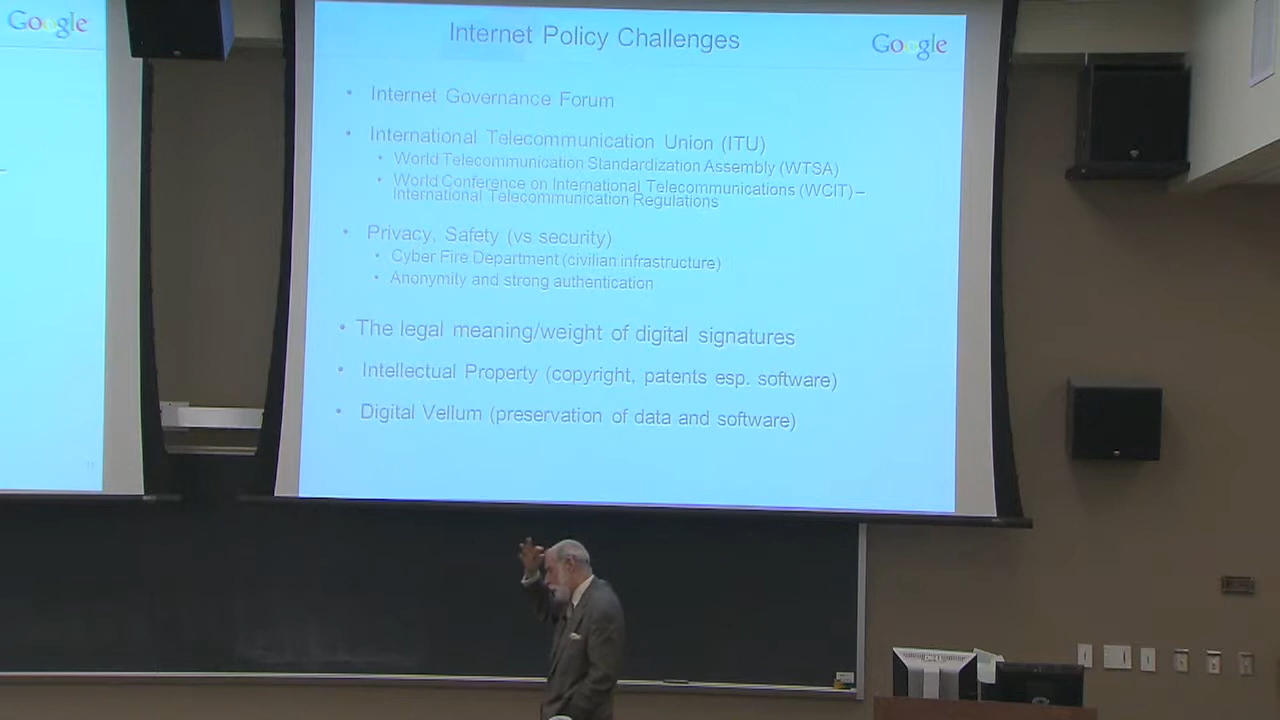 Google
Internet Policy Challenges
Google
• Internet Governance Forum
• International Telecommunication Union (ITU)
• World Telecommunication Standardization Assembly (WTSA)
• World Conference on International Telecommunications (WCIT) –
International Telecommunication Regulations
• Privacy, Safety (vs security)
• Cyber Fire Department (civilian infrastructure)
• Anonymity and strong authentication
• The legal meaning/weight of digital signatures
• Intellectual Property (copyright, patents esp. software)
• Digital Vellum (preservation of data and software)
DELL